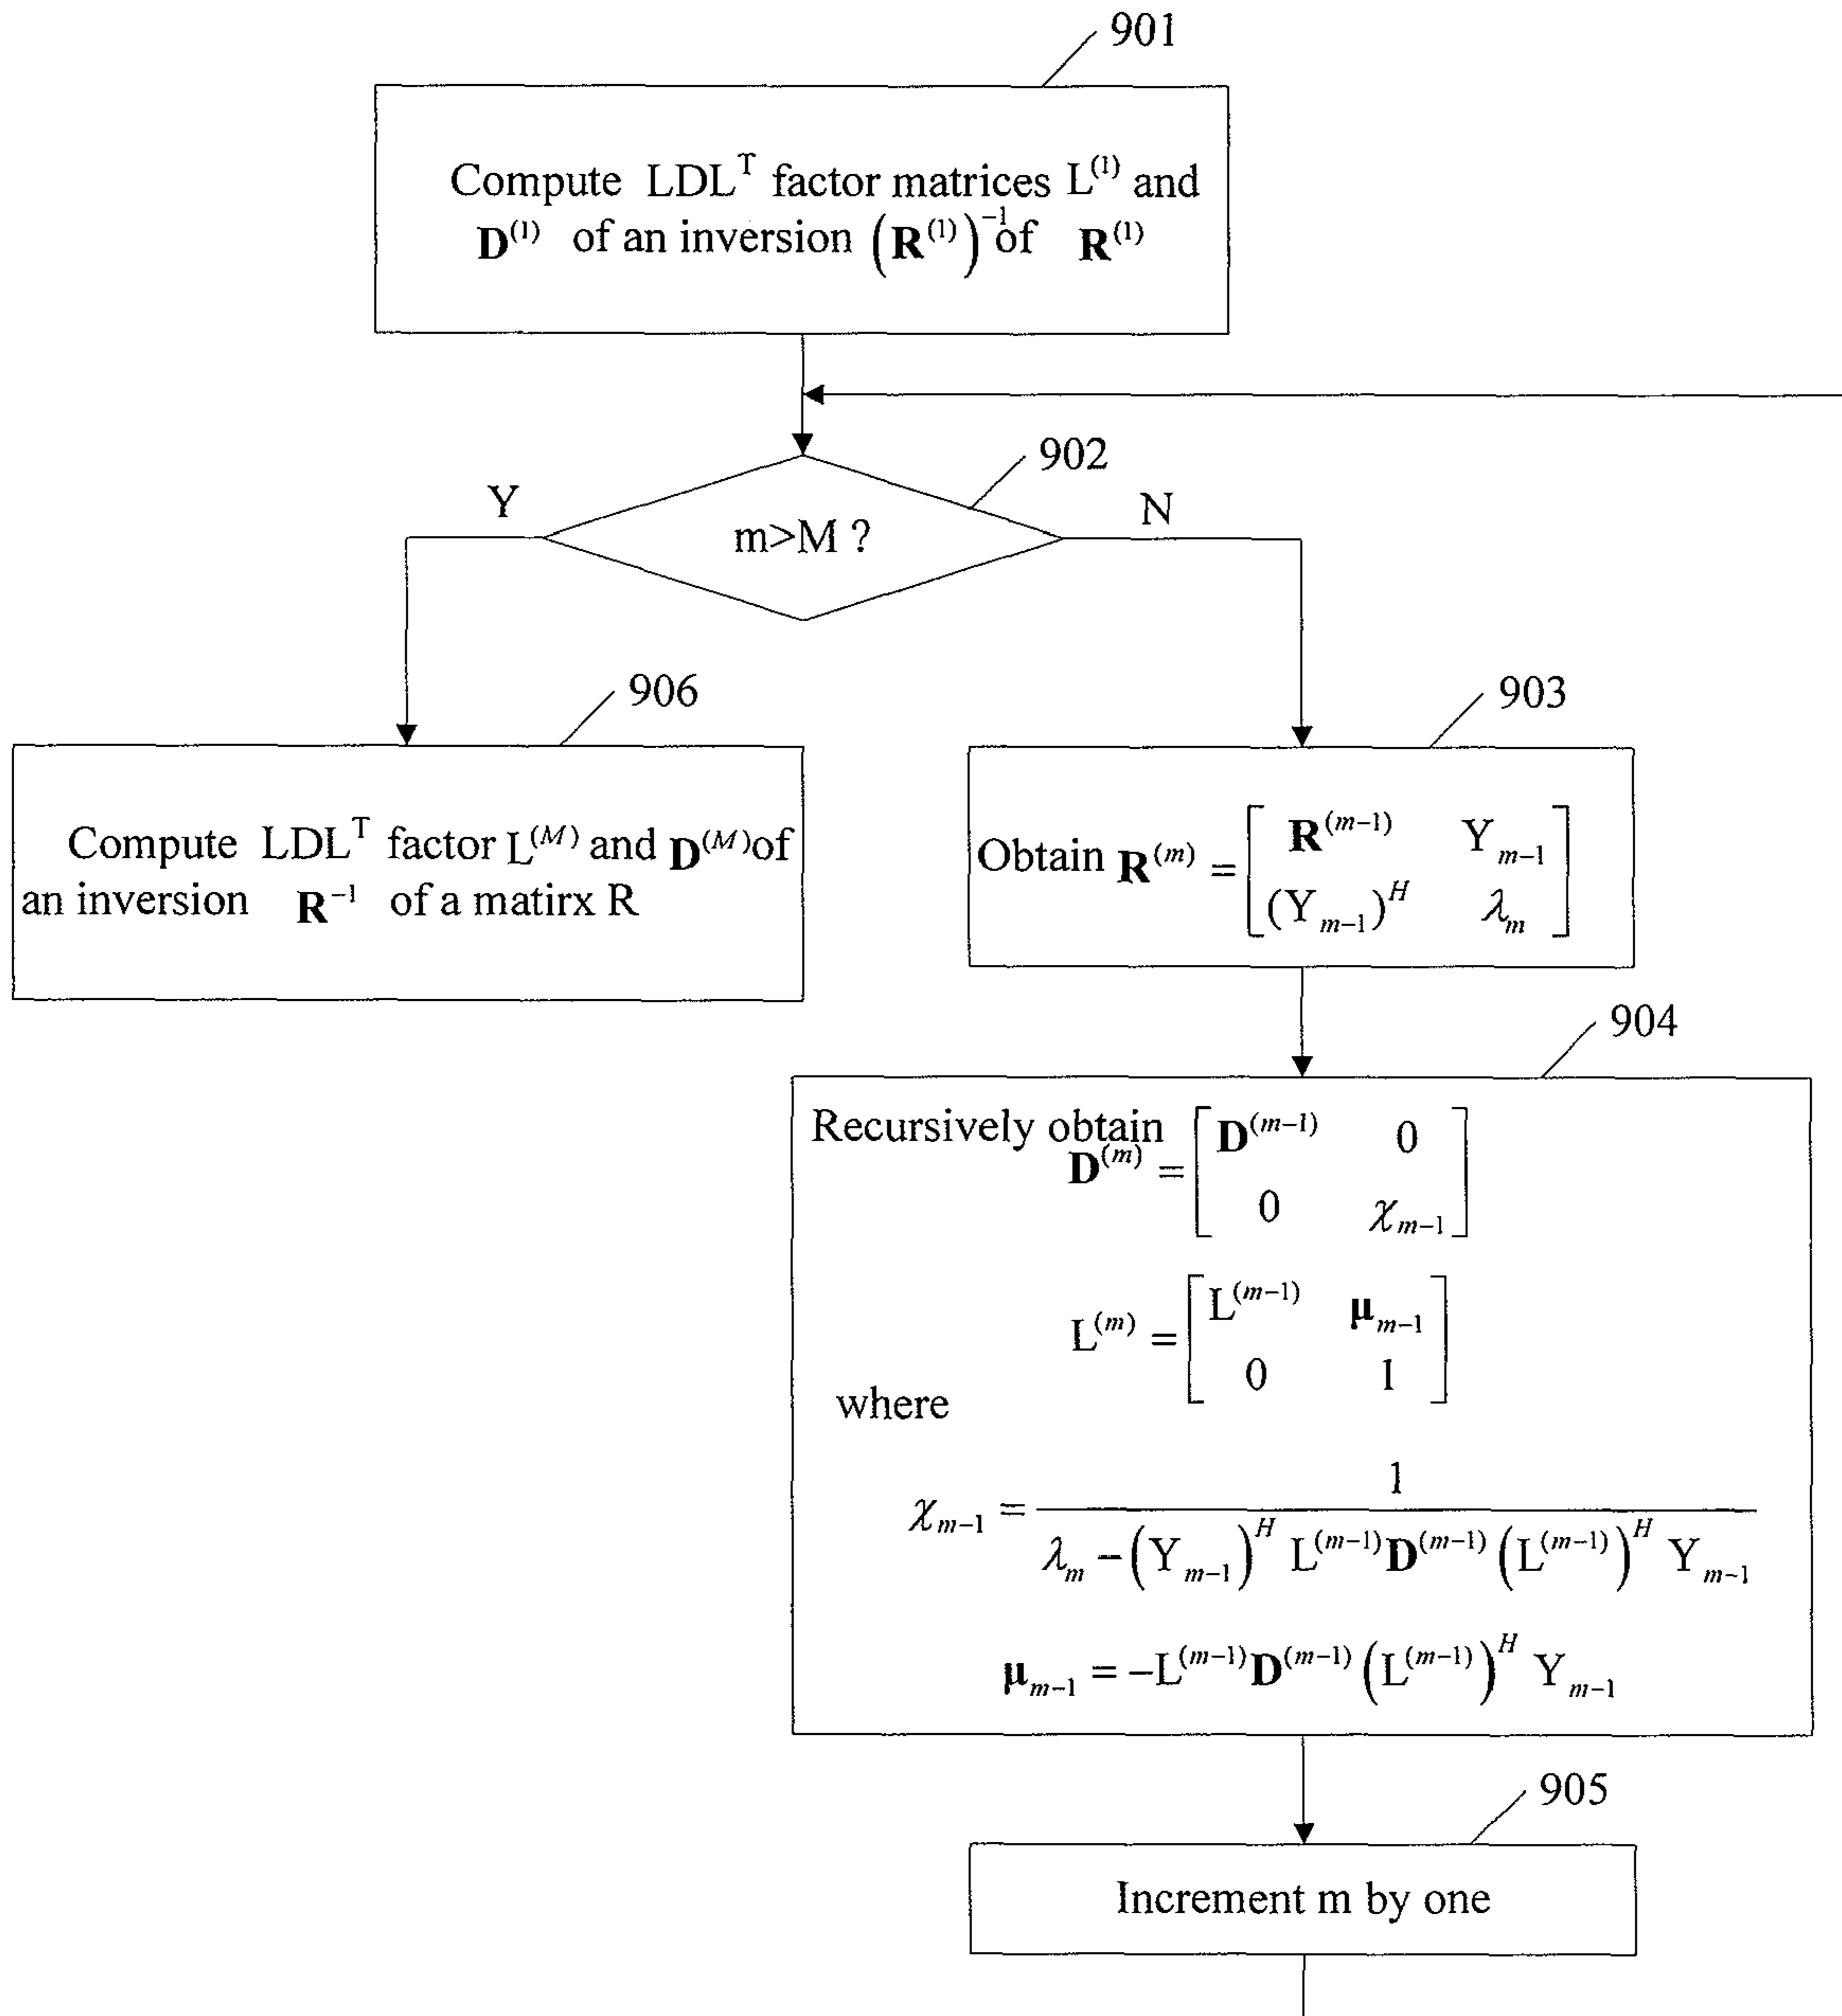 901
Compute LDL^T factor matrices L^(1) and
D^(1) of an inversion (R^(1))^-1 of R^(1)
902
Y
N
m>M ?
906
903
Compute LDL^T factor L^(M) and D^(M) of
an inversion R^-1 of a matirx R
Obtain R^(m) = [ R^(m-1) Y_m-1
(Y_m-1)^H λ_m ]
904
Recursively obtain
D^(m) = [ D^(m-1) 0
0 χ_m-1 ]
L^(m) = [ L^(m-1) μ_m-1
0 1 ]
where
χ_m-1 = 1 / (λ_m − (Y_m-1)^H L^(m-1) D^(m-1) (L^(m-1))^H Y_m-1)
μ_m-1 = −L^(m-1) D^(m-1) (L^(m-1))^H Y_m-1
905
Increment m by one